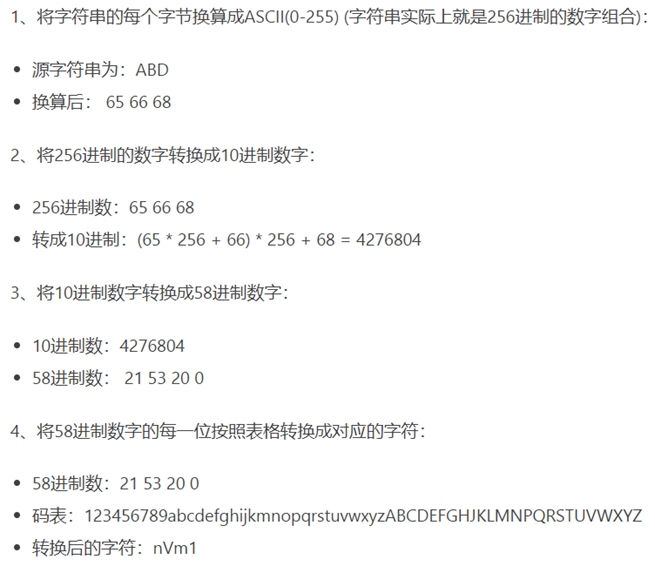 1、将字符串的每个字节换算成ASCII(0-255) (字符串实际上就是256进制的数字组合)：
• 源字符串为：ABD
• 换算后： 65 66 68
2、将256进制的数字转换成10进制数字：
• 256进制数：65 66 68
• 转成10进制：(65 * 256 + 66) * 256 + 68 = 4276804
3、将10进制数字转换成58进制数字：
• 10进制数：4276804
• 58进制数： 21 53 20 0
4、将58进制数字的每一位按照表格转换成对应的字符：
• 58进制数：21 53 20 0
• 码表：123456789abcdefghijkmnopqrstuvwxyzABCDEFGHJKLMNPQRSTUVWXYZ
• 转换后的字符：nVm1